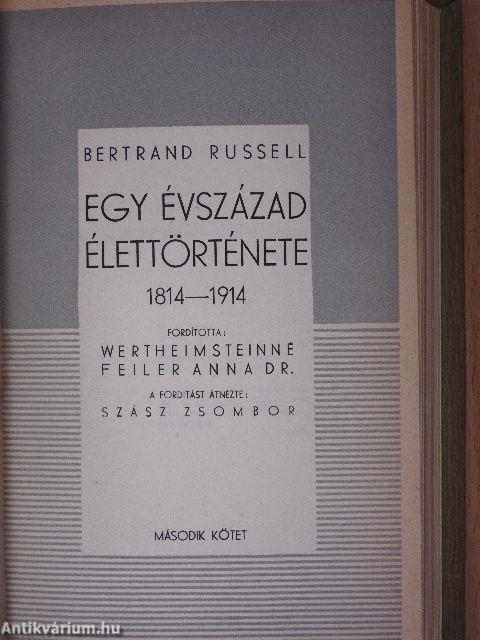 BERTRAND RUSSELL
EGY ÉVSZÁZAD
ÉLETTÖRTÉNETE
1814—1914
FORDÍTOTTA:
WERTHEIMSTEINNÉ
FEILER ANNA DR.
A FORDÍTÁST ÁTNÉZTE:
SZÁSZ ZSOMBOR
MÁSODIK KÖTET
Antikvárium.hu